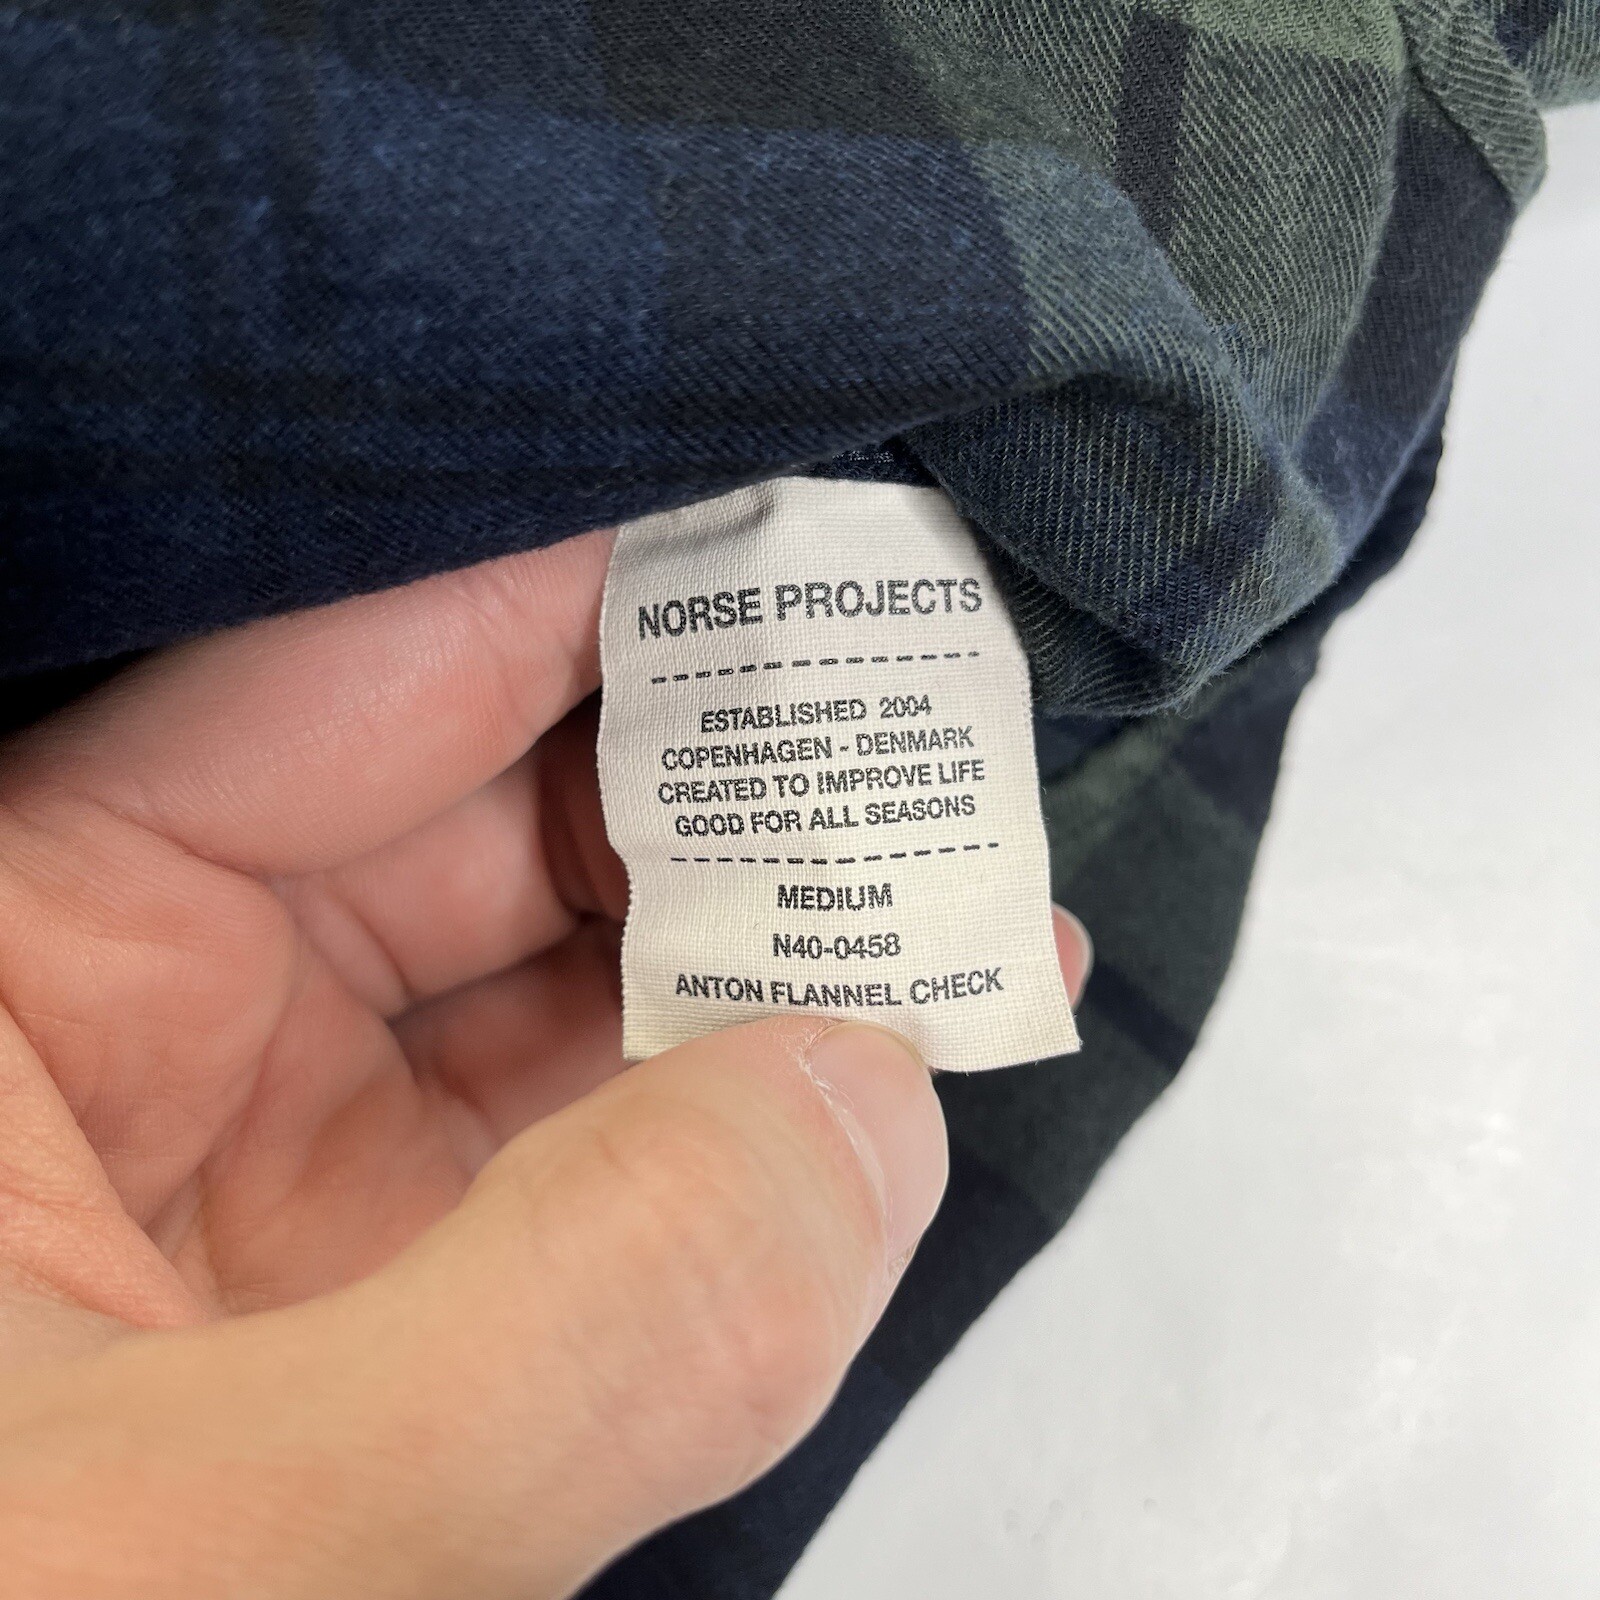 NORSE PROJECTS
ESTABLISHED 2004
COPENHAGEN - DENMARK
CREATED TO IMPROVE LIFE
GOOD FOR ALL SEASONS
MEDIUM
N40-0458
ANTON FLANNEL CHECK